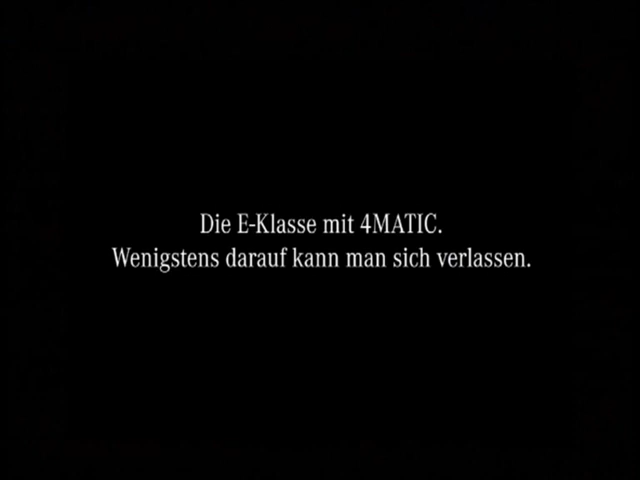 Die E-Klasse mit 4MATIC.
Wenigstens darauf kann man sich verlassen.